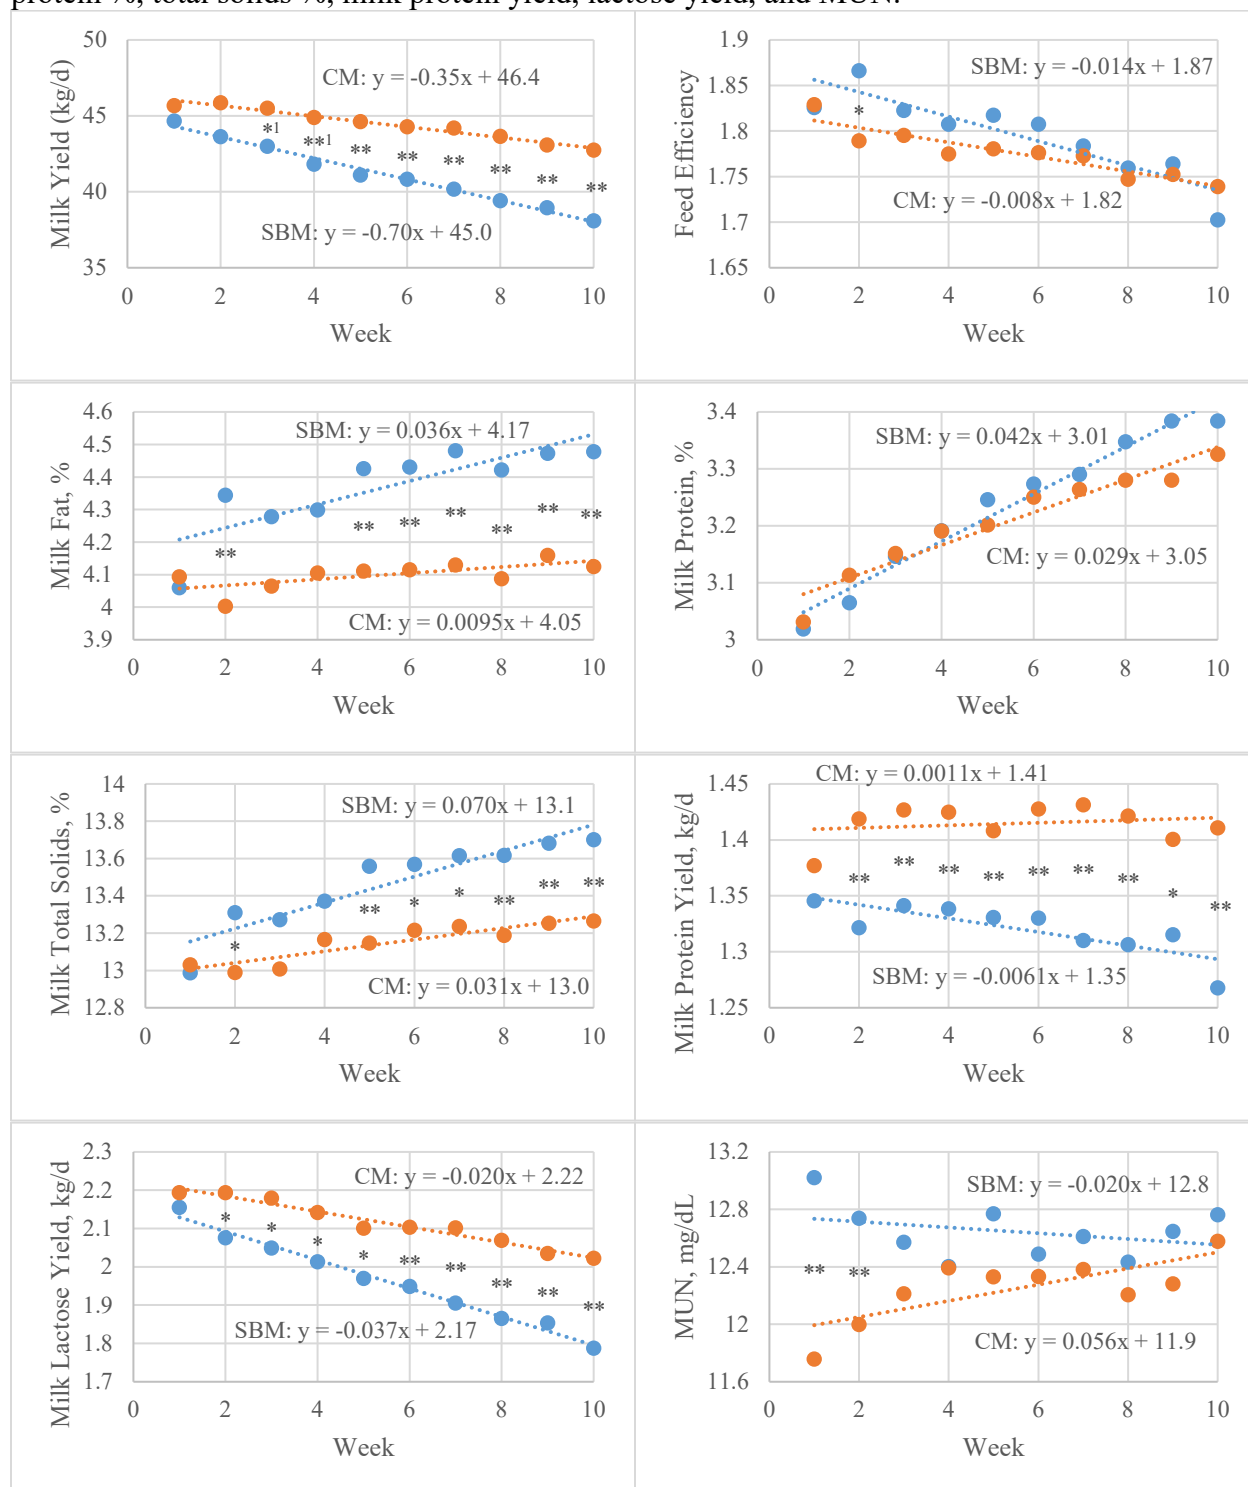 protein %, total solids %, milk protein yield, lactose yield, and MUN.
Milk Yield (kg/d)
50
45
40
35
CM: y = -0.35x + 46.4
*1
**1
**
**
**
**
**
**
SBM: y = -0.70x + 45.0
0 2 4 6 8 10
Week
Feed Efficiency
1.9
1.85
1.8
1.75
1.7
1.65
SBM: y = -0.014x + 1.87
*
CM: y = -0.008x + 1.82
0 2 4 6 8 10
Week
Milk Fat, %
4.6
4.5
4.4
4.3
4.2
4.1
4
3.9
SBM: y = 0.036x + 4.17
**
**
**
**
**
**
**
CM: y = 0.0095x + 4.05
0 2 4 6 8 10
Week
Milk Protein, %
3.4
3.3
3.2
3.1
3
SBM: y = 0.042x + 3.01
CM: y = 0.029x + 3.05
0 2 4 6 8 10
Week
Milk Total Solids, %
14
13.8
13.6
13.4
13.2
13
12.8
SBM: y = 0.070x + 13.1
*
**
*
*
**
**
**
CM: y = 0.031x + 13.0
0 2 4 6 8 10
Week
Milk Protein Yield, kg/d
1.45
1.4
1.35
1.3
1.25
CM: y = 0.0011x + 1.41
**
**
**
**
**
**
**
*
**
SBM: y = -0.0061x + 1.35
0 2 4 6 8 10
Week
Milk Lactose Yield, kg/d
2.3
2.2
2.1
2
1.9
1.8
1.7
CM: y = -0.020x + 2.22
*
*
*
*
**
**
**
**
**
SBM: y = -0.037x + 2.17
0 2 4 6 8 10
Week
MUN, mg/dL
13.2
12.8
12.4
12
11.6
SBM: y = -0.020x + 12.8
**
**
CM: y = 0.056x + 11.9
0 2 4 6 8 10
Week